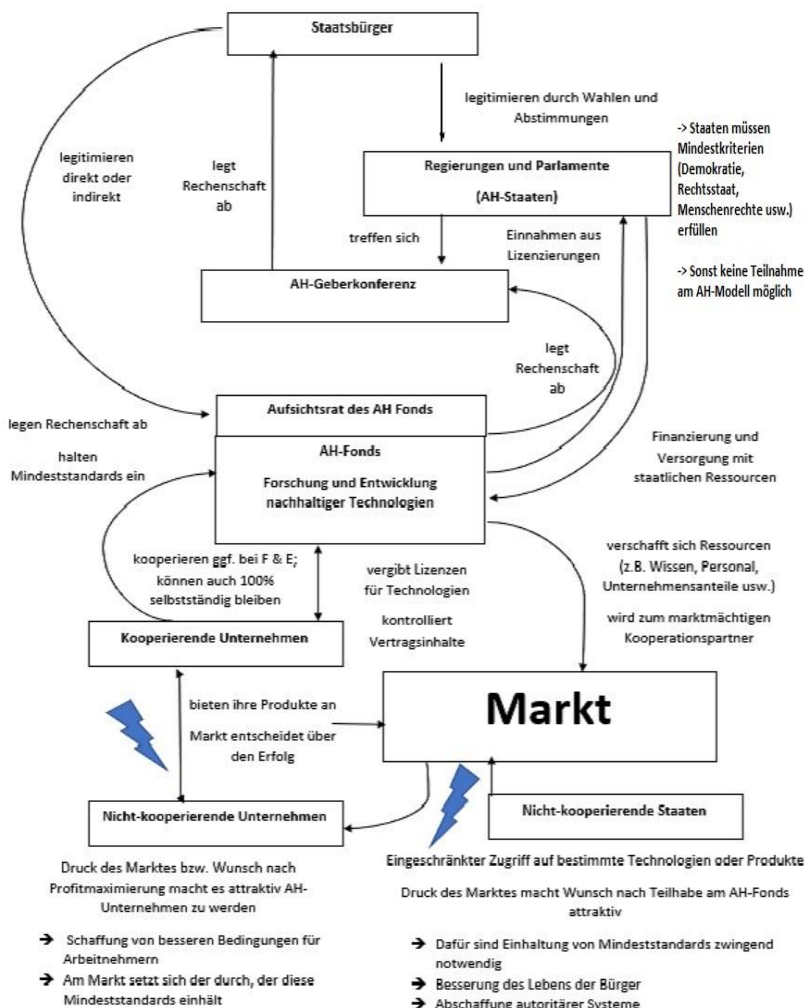 Staatsbürger
legitimieren durch Wahlen und
Abstimmungen
-> Staaten müssen
Mindestkriterien
(Demokratie,
Rechtsstaat,
Menschenrechte usw.)
erfüllen
-> Sonst keine Teilnahme
am AH-Modell möglich
legitimieren
direkt oder
indirekt
legt
Rechenschaft
ab
Regierungen und Parlamente
(AH-Staaten)
treffen sich
Einnahmen aus
Lizenzierungen
AH-Geberkonferenz
legt
Rechenschaft
ab
Aufsichtsrat des AH Fonds
legen Rechenschaft ab
halten
Mindeststandards ein
AH-Fonds
Forschung und Entwicklung
nachhaltiger Technologien
Finanzierung und
Versorgung mit
staatlichen Ressourcen
kooperieren ggf. bei F & E;
können auch 100%
selbstständig bleiben
vergibt Lizenzen
für Technologien
kontrolliert
Vertragsinhalte
verschafft sich Ressourcen
(z.B. Wissen, Personal,
Unternehmensanteile usw.)
wird zum marktmächtigen
Kooperationspartner
Kooperierende Unternehmen
bieten ihre Produkte an
Markt entscheidet über
den Erfolg
Markt
Nicht-kooperierende Unternehmen
Nicht-kooperierende Staaten
Druck des Marktes bzw. Wunsch nach
Profitmaximierung macht es attraktiv AH-
Unternehmen zu werden
➔ Schaffung von besseren Bedingungen für
Arbeitnehmern
➔ Am Markt setzt sich der durch, der diese
Mindeststandards einhält
Eingeschränkter Zugriff auf bestimmte Technologien oder Produkte
Druck des Marktes macht Wunsch nach Teilhabe am AH-Fonds
attraktiv
➔ Dafür sind Einhaltung von Mindeststandards zwingend
notwendig
➔ Besserung des Lebens der Bürger
➔ Abschaffung autoritärer Systeme